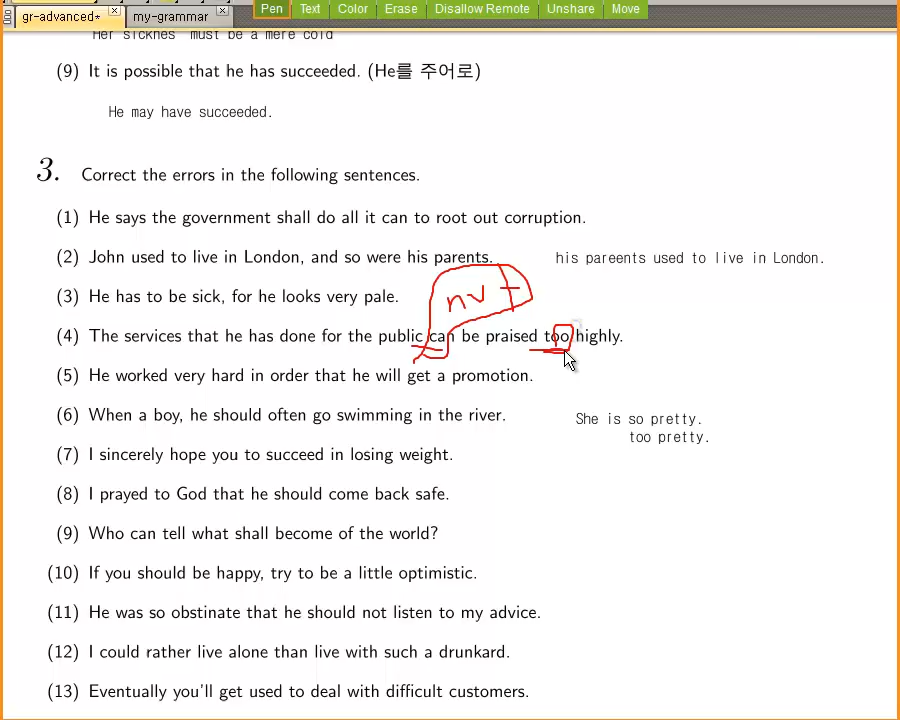 Pen Text Color Erase Disallow Remote Unshare Move
gr-advanced* my-grammar
Her sicknes must be a mere cold
(9) It is possible that he has succeeded. (He를 주어로)
He may have succeeded.
3. Correct the errors in the following sentences.
(1) He says the government shall do all it can to root out corruption.
(2) John used to live in London, and so were his parents. his pareents used to live in London.
(3) He has to be sick, for he looks very pale.
(4) The services that he has done for the public can be praised too highly.
(5) He worked very hard in order that he will get a promotion.
(6) When a boy, he should often go swimming in the river. She is so pretty.
too pretty.
(7) I sincerely hope you to succeed in losing weight.
(8) I prayed to God that he should come back safe.
(9) Who can tell what shall become of the world?
(10) If you should be happy, try to be a little optimistic.
(11) He was so obstinate that he should not listen to my advice.
(12) I could rather live alone than live with such a drunkard.
(13) Eventually you'll get used to deal with difficult customers.